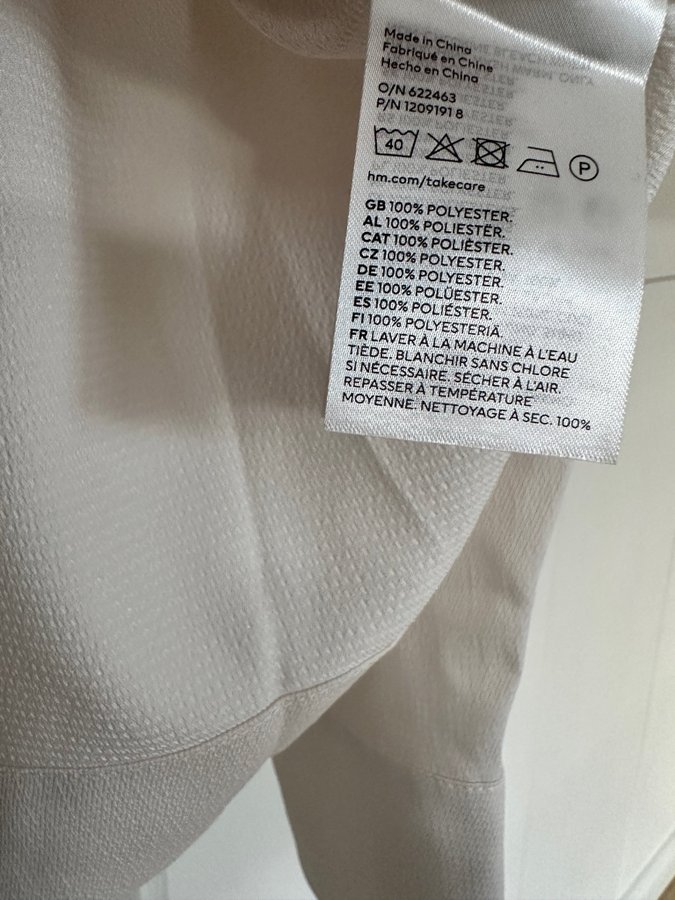 Made in China
Fabriqué en Chine
Hecho en China
O/N 622463
P/N 1209191 8
40
P
hm.com/takecare
GB 100% POLYESTER.
AL 100% POLIESTËR.
CAT 100% POLIÈSTER.
CZ 100% POLYESTER.
DE 100% POLYESTER.
EE 100% POLÜESTER.
ES 100% POLIÉSTER.
FI 100% POLYESTERIÄ.
FR LAVER À LA MACHINE À L'EAU
TIÈDE. BLANCHIR SANS CHLORE
SI NÉCESSAIRE. SÉCHER À L'AIR.
REPASSER À TEMPÉRATURE
MOYENNE. NETTOYAGE À SEC. 100%